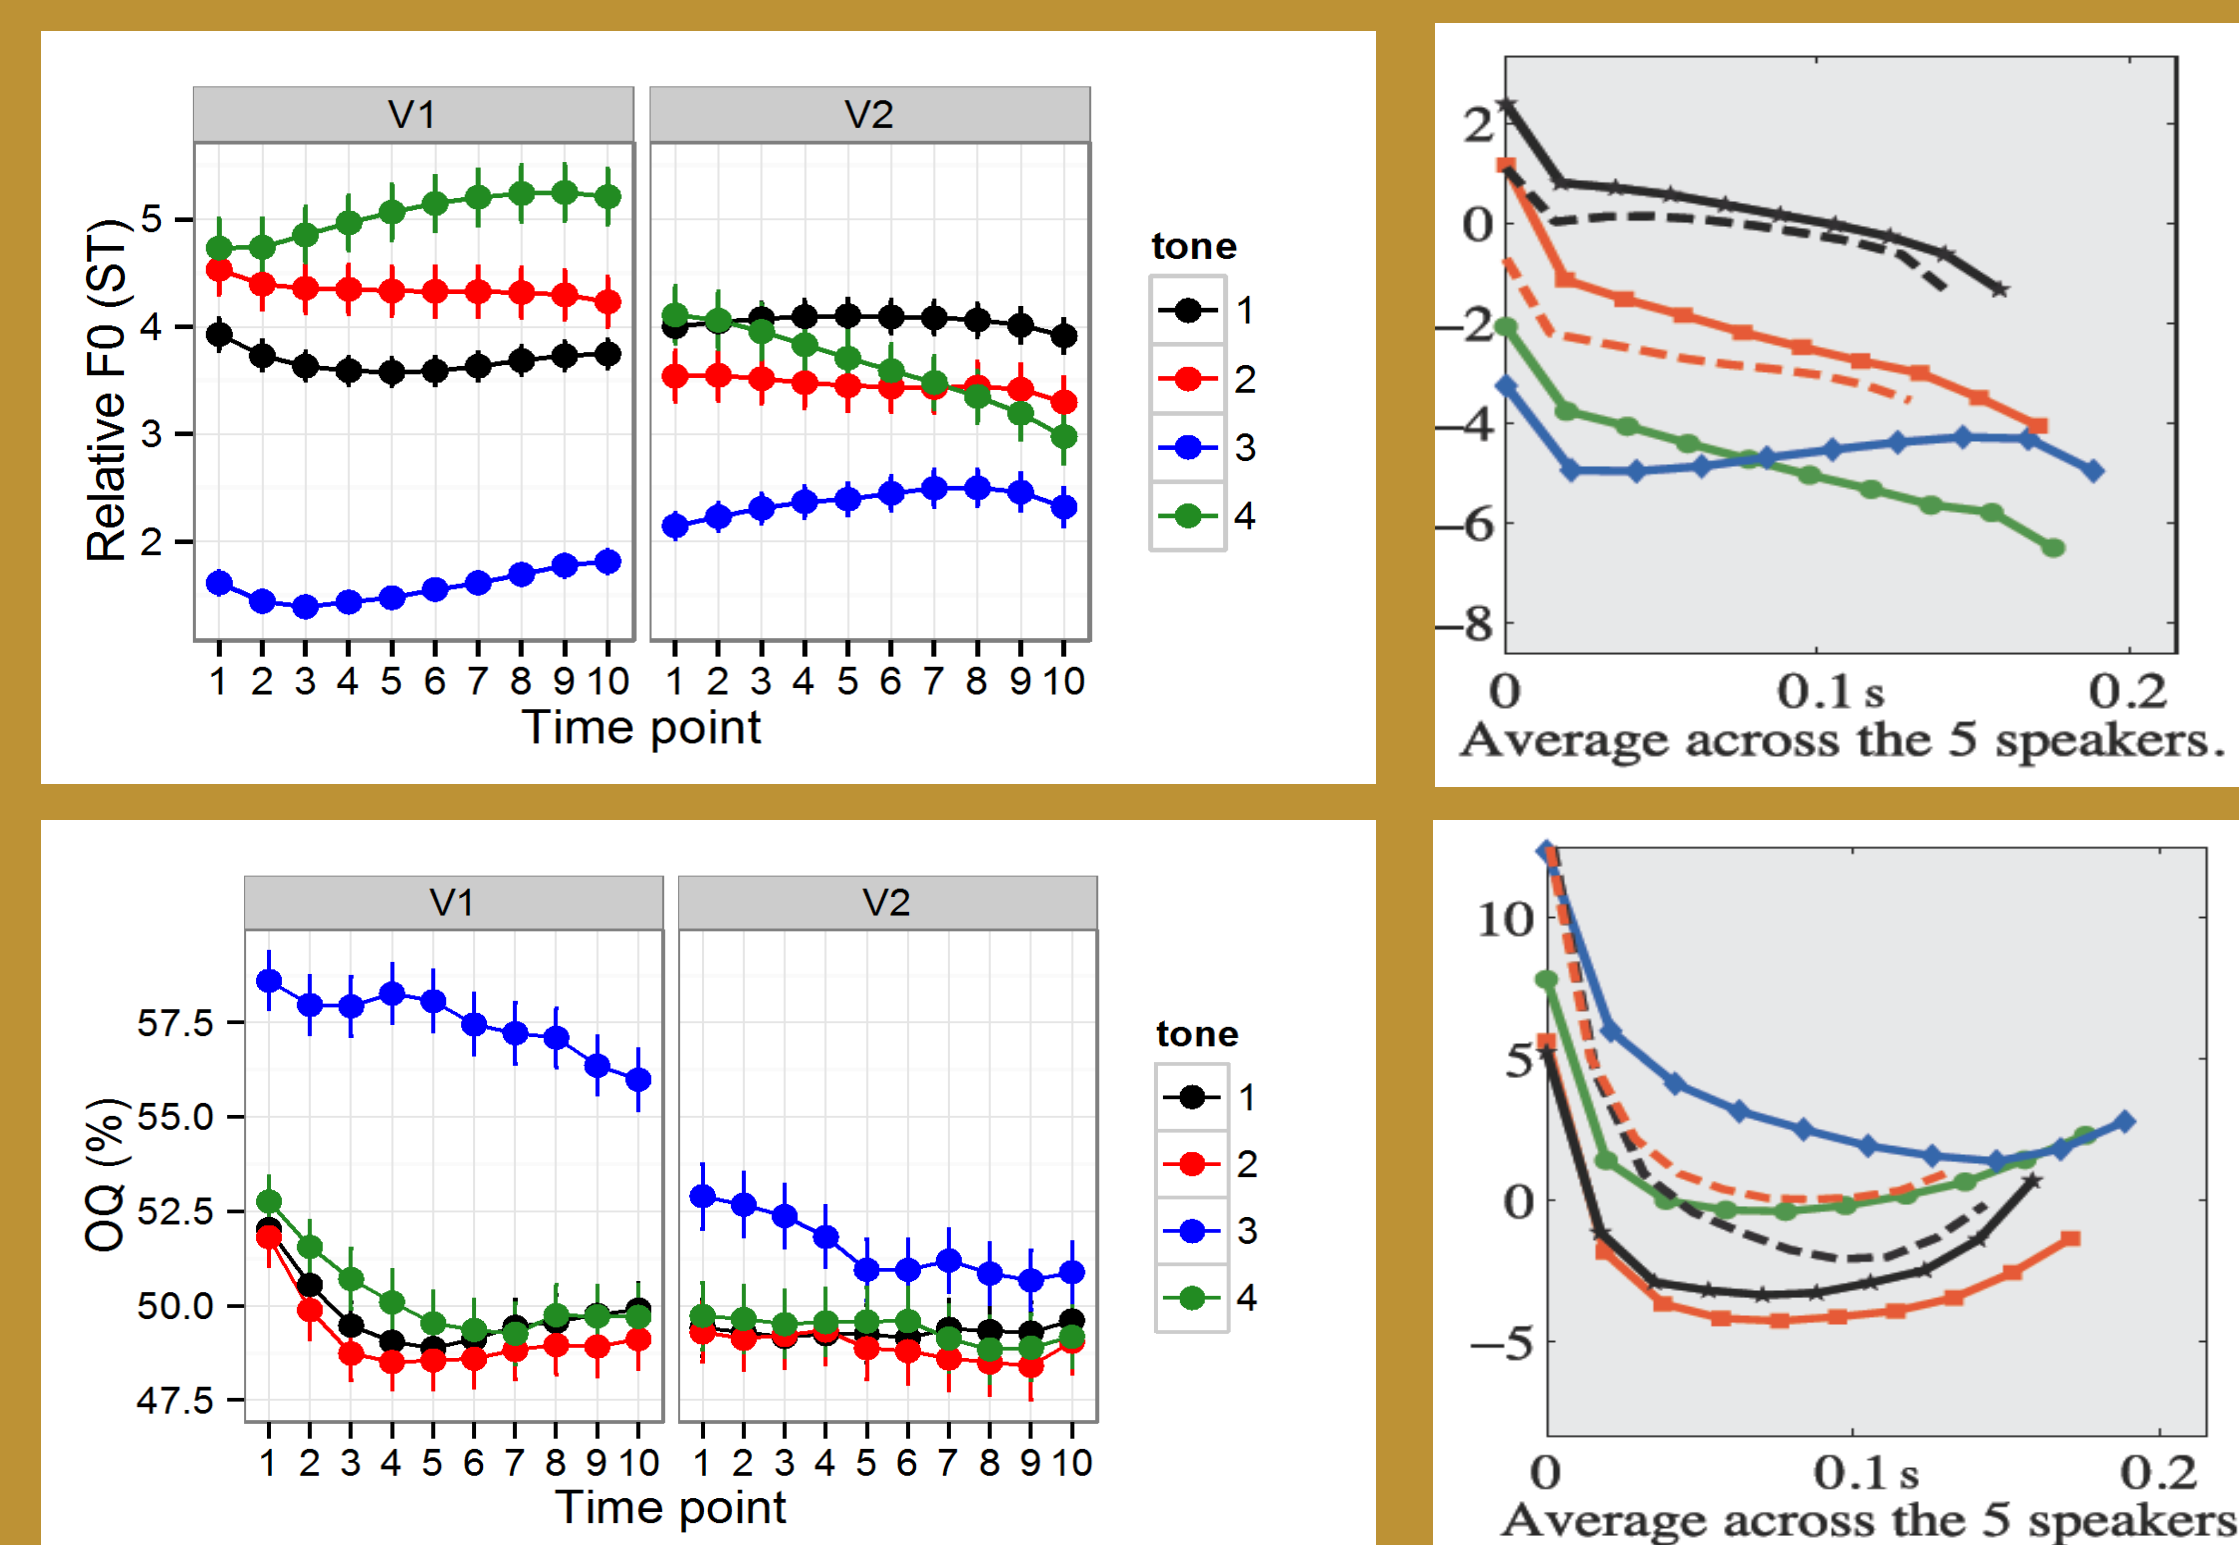 V1 V2
Relative F0 (ST)
5
4
3
2
1 2 3 4 5 6 7 8 9 10 1 2 3 4 5 6 7 8 9 10
Time point
tone
1
2
3
4
2
0
−2
−4
−6
−8
0 0.1 s 0.2
Average across the 5 speakers.
V1 V2
OQ (%)
57.5
55.0
52.5
50.0
47.5
1 2 3 4 5 6 7 8 9 10 1 2 3 4 5 6 7 8 9 10
Time point
tone
1
2
3
4
10
5
0
−5
0 0.1 s 0.2
Average across the 5 speakers